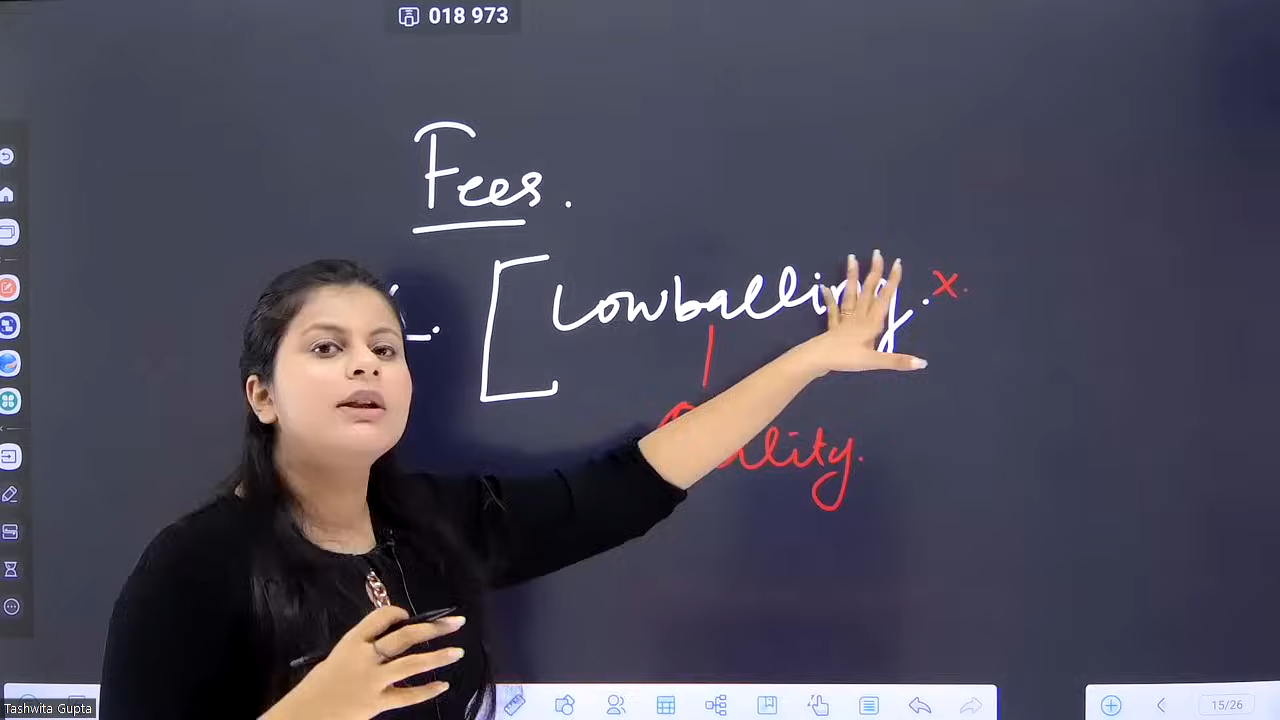 018 973
Fees.
Lowballing. x.
15/26
Tashwita Gupta